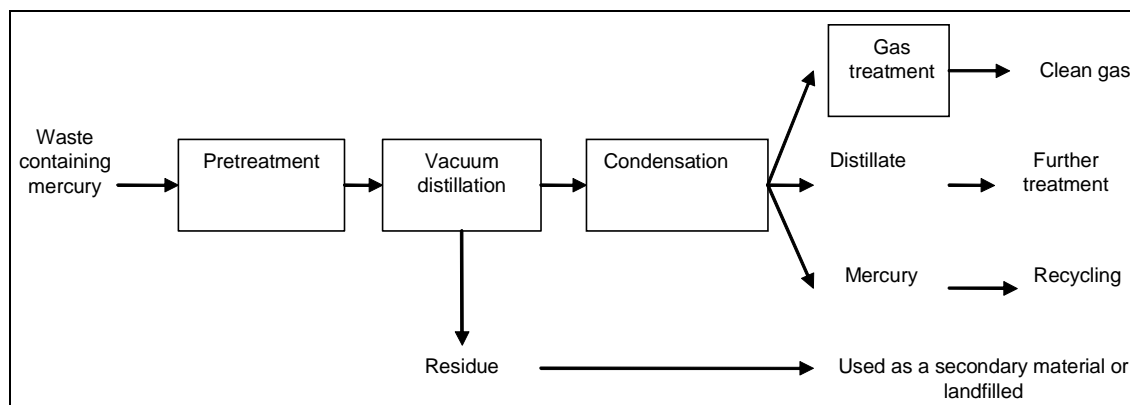 Gas
treatment
Clean gas
Waste
containing
mercury
Pretreatment
Vacuum
distillation
Condensation
Distillate
Further
treatment
Mercury
Recycling
Residue
Used as a secondary material or
landfilled